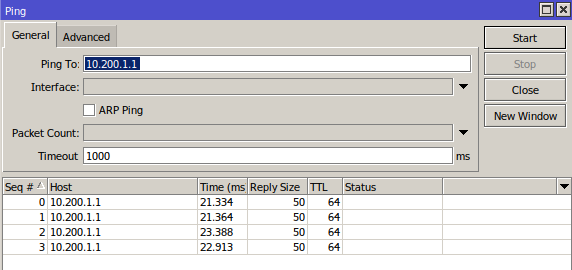 Ping
General Advanced Start
Ping To: 10.200.1.1 Stop
Interface: Close
ARP Ping New Window
Packet Count:
Timeout 1000 ms
Seq # Host Time (ms Reply Size TTL Status
0 10.200.1.1 21.334 50 64
1 10.200.1.1 21.364 50 64
2 10.200.1.1 23.388 50 64
3 10.200.1.1 22.913 50 64